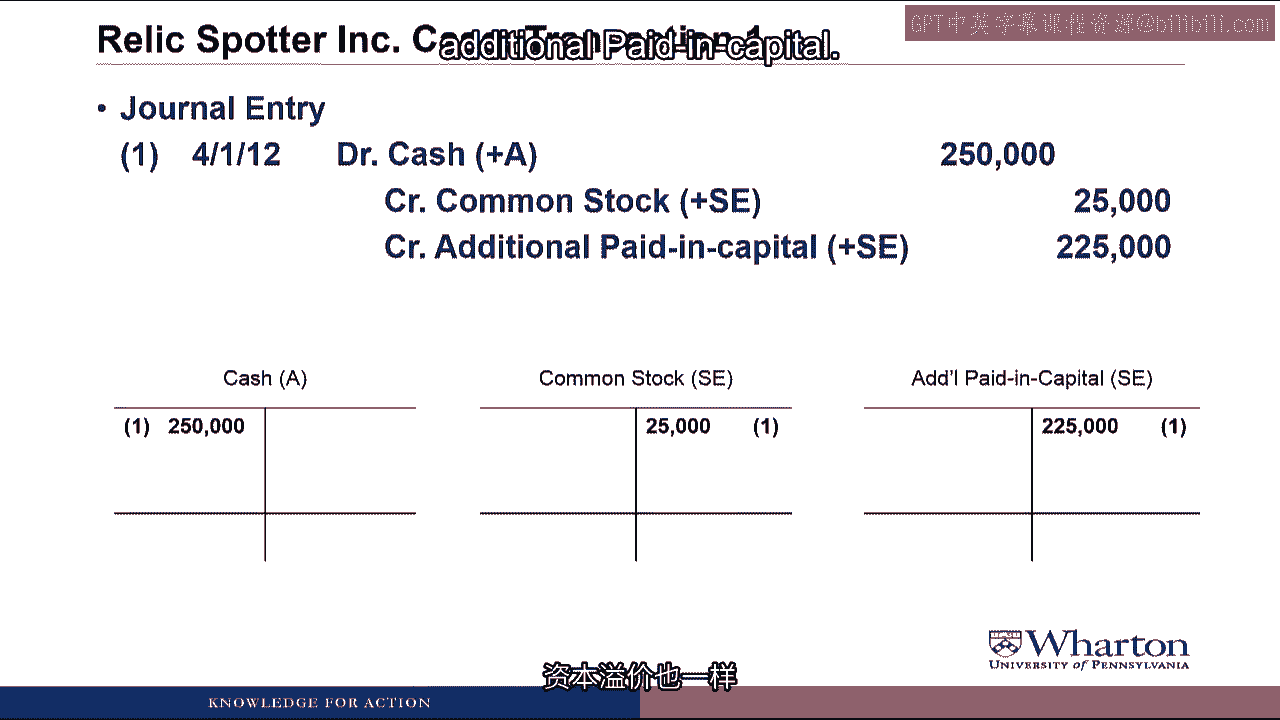 GPT中英字幕课程资源@bilibili.com
Relic Spotter Inc. Case: Transaction 1
additional Paid-in-capital.
• Journal Entry
(1) 4/1/12 Dr. Cash (+A) 250,000
Cr. Common Stock (+SE) 25,000
Cr. Additional Paid-in-capital (+SE) 225,000
Cash (A) Common Stock (SE) Add'l Paid-in-Capital (SE)
(1) 250,000 25,000 (1) 225,000 (1)
Wharton
UNIVERSITY of PENNSYLVANIA
资本溢价也一样
KNOWLEDGE FOR ACTION